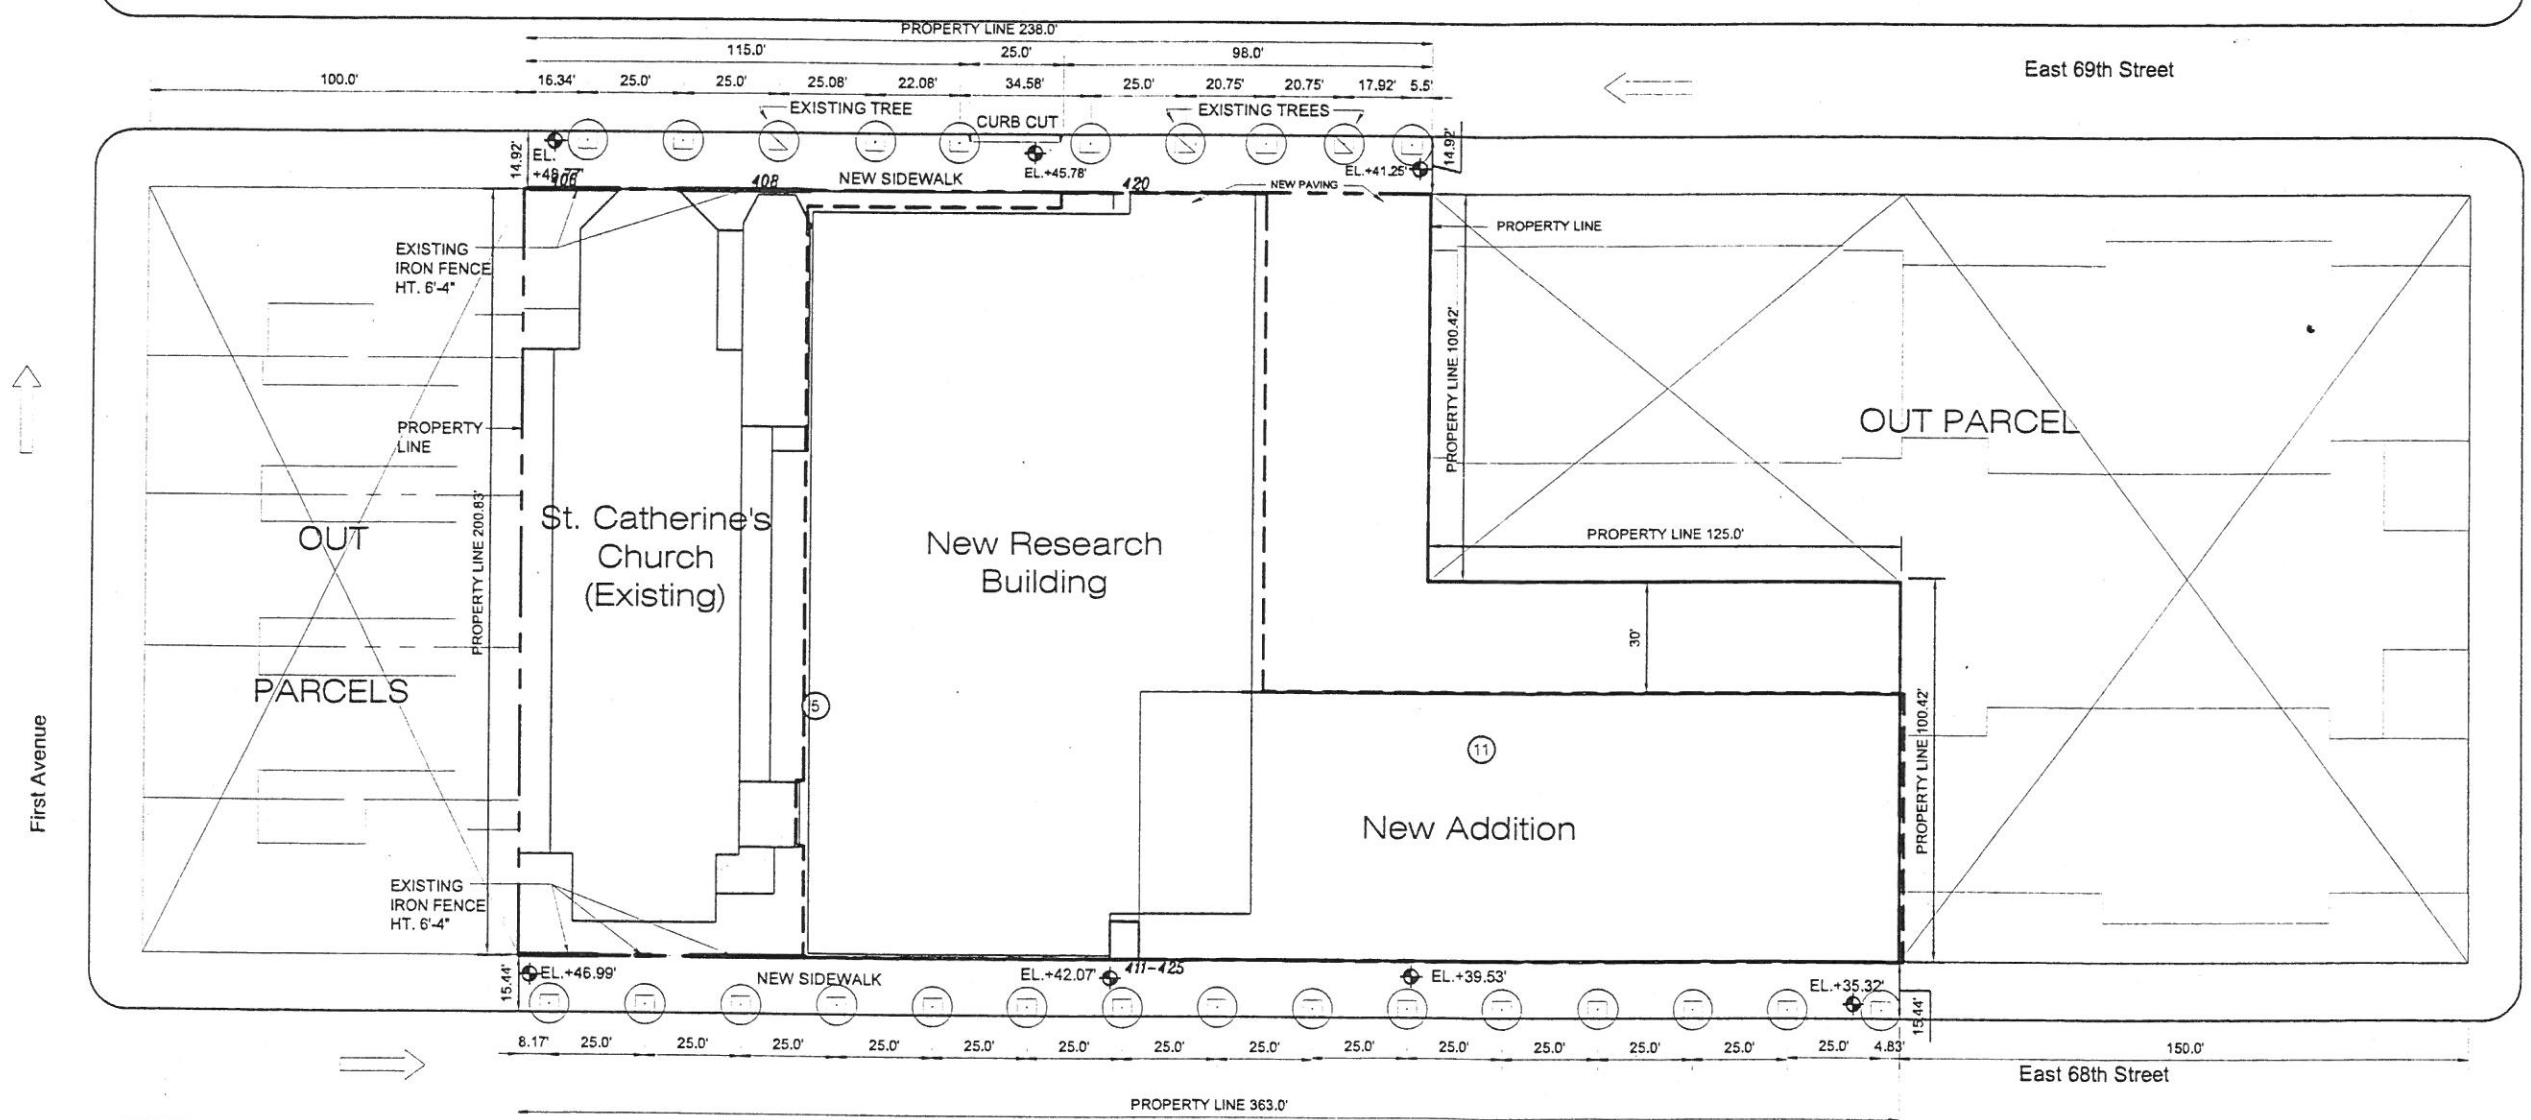 PROPERTY LINE 238.0'
115.0' 25.0' 98.0'
East 69th Street
100.0' 16.34' 25.0' 25.0' 25.08' 22.08' 34.58' 25.0' 20.75' 20.75' 17.92' 5.5'
EXISTING TREE
EXISTING TREES
CURB CUT
14.92'
14.92'
EL.
EL.+45.78'
EL.+41.25'
106
108
NEW SIDEWALK
420
NEW PAVING
PROPERTY LINE
EXISTING
IRON FENCE
HT. 6'-4"
PROPERTY LINE 100.42'
PROPERTY
LINE
OUT PARCEL
PROPERTY LINE 200.83'
St. Catherine's
Church
(Existing)
New Research
Building
PROPERTY LINE 125.0'
OUT
PARCELS
30'
5
11
New Addition
PROPERTY LINE 100.42'
First Avenue
EXISTING
IRON FENCE
HT. 6'-4"
15.44'
EL.+46.99'
NEW SIDEWALK
EL.+42.07'
411-425
EL.+39.53'
EL.+35.32'
15.44'
8.17' 25.0' 25.0' 25.0' 25.0' 25.0' 25.0' 25.0' 25.0' 25.0' 25.0' 25.0' 25.0' 25.0' 25.0' 4.83' 150.0'
East 68th Street
PROPERTY LINE 363.0'